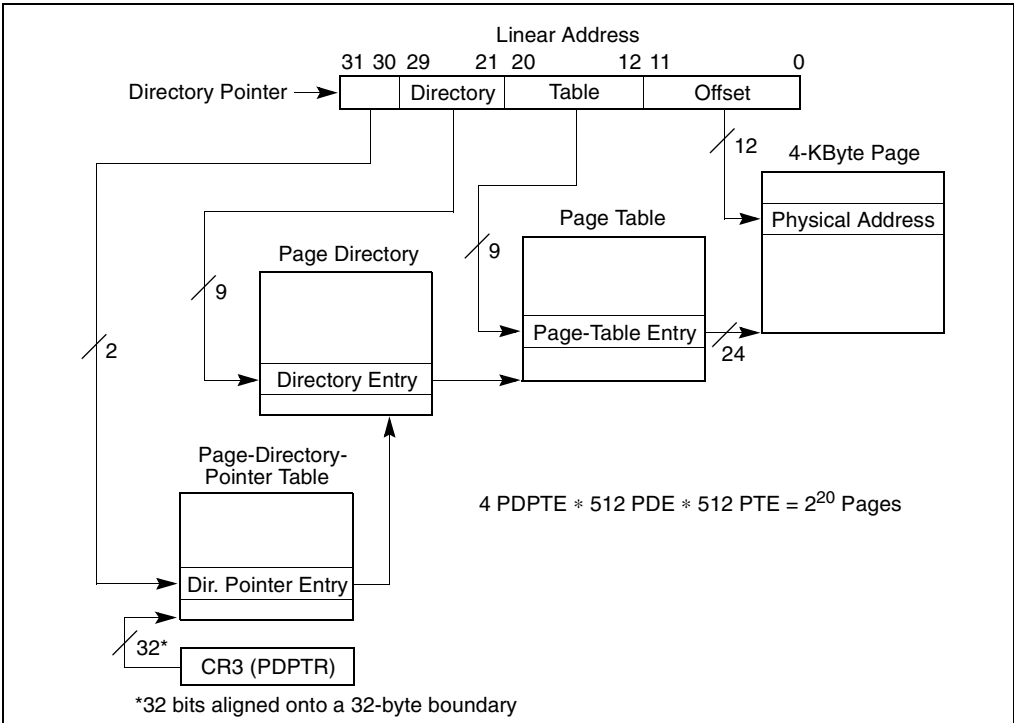 Linear Address
31 30 29 21 20 12 11 0
Directory Pointer
Directory
Table
Offset
12
4-KByte Page
Physical Address
Page Table
9
Page-Table Entry
24
Page Directory
9
Directory Entry
2
Page-Directory-
Pointer Table
Dir. Pointer Entry
4 PDPTE * 512 PDE * 512 PTE = 2²⁰ Pages
32*
CR3 (PDPTR)
*32 bits aligned onto a 32-byte boundary